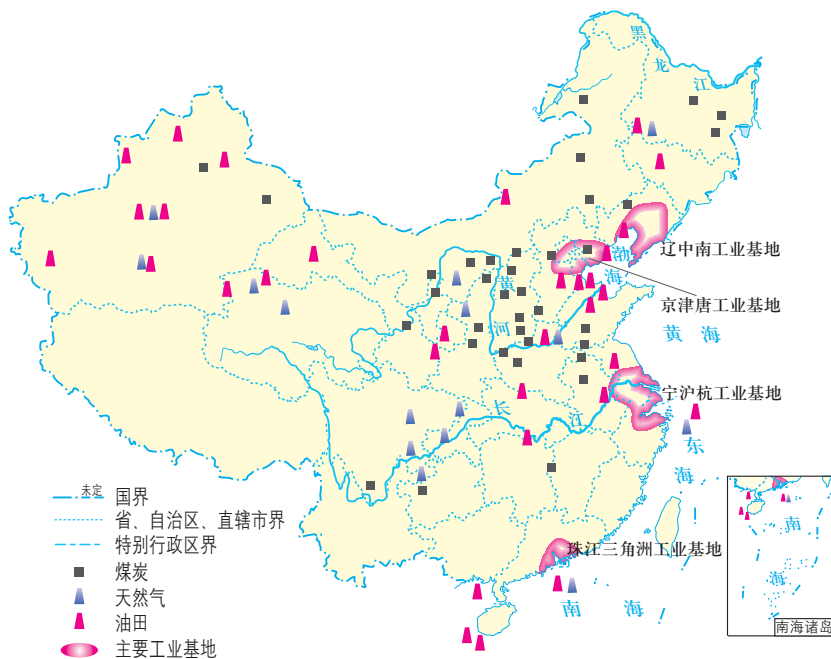 黑
龙
江
辽中南工业基地
渤
海
京津唐工业基地
黄
河
黄 海
宁沪杭工业基地
长
江
东
海
珠江三角洲工业基地
南 海
南
海
南海诸岛
未定 国界
省、自治区、直辖市界
特别行政区界
煤炭
天然气
油田
主要工业基地